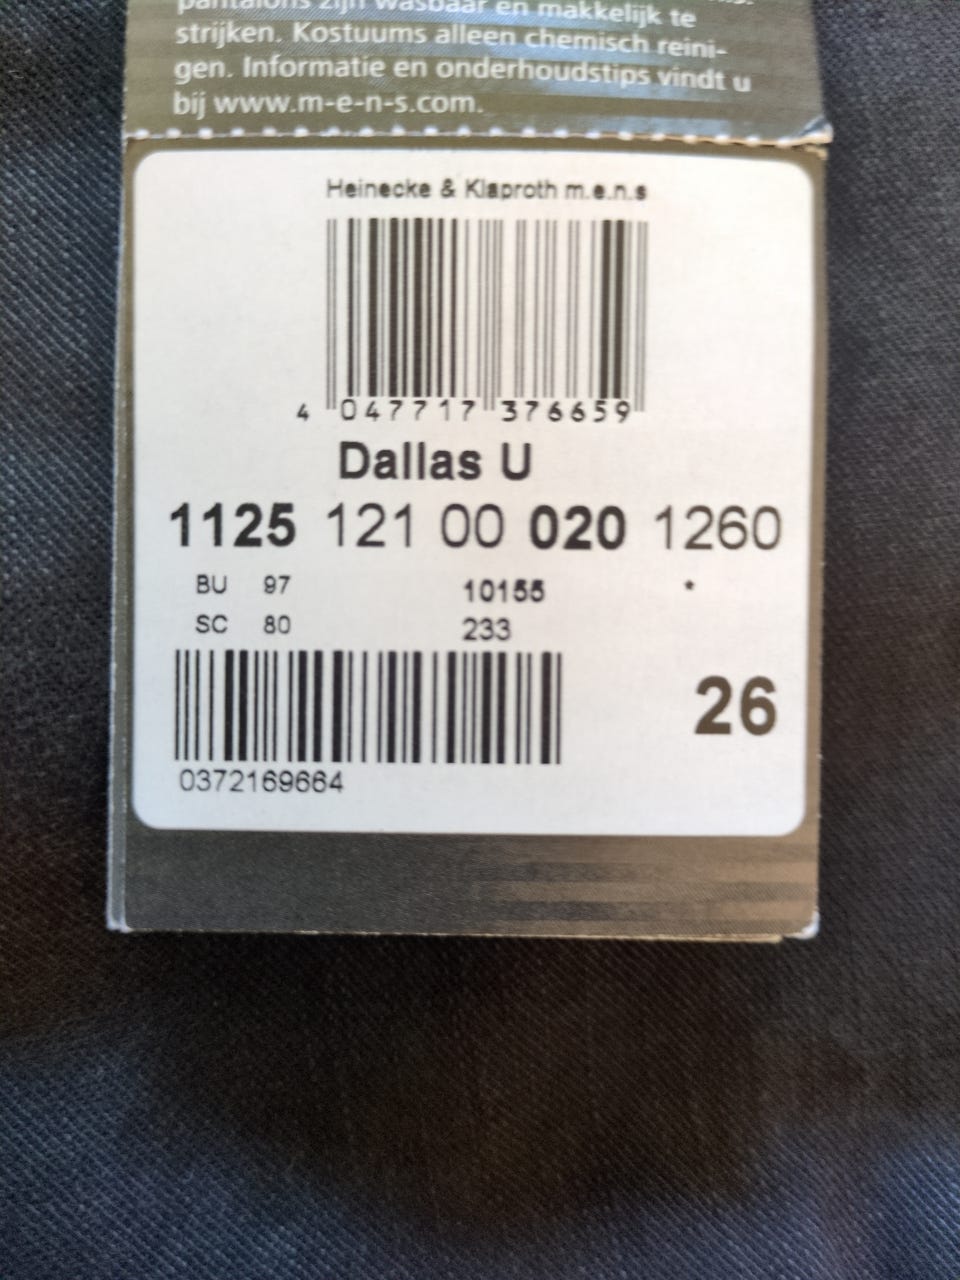 pantalons zijn wasbaar en makkelijk te
strijken. Kostuums alleen chemisch reini-
gen. Informatie en onderhoudstips vindt u
bij www.m-e-n-s.com.
Heinecke & Klaproth m.e.n.s
4 047717 376659
Dallas U
1125 121 00 020 1260
BU 97 10155 *
SC 80 233
26
0372169664